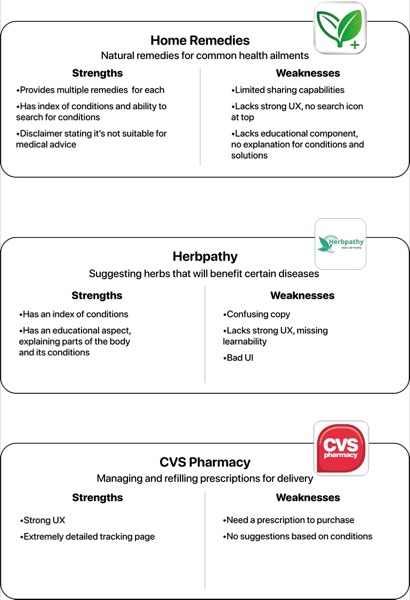 Home Remedies
Natural remedies for common health ailments
Strengths
•Provides multiple remedies for each
•Has index of conditions and ability to
search for conditions
•Disclaimer stating it's not suitable for
medical advice
Weaknesses
•Limited sharing capabilities
•Lacks strong UX, no search icon
at top
•Lacks educational component,
no explanation for conditions and
solutions
Herbpathy
Herbpathy
Suggesting herbs that will benefit certain diseases
Strengths
•Has an index of conditions
•Has an educational aspect,
explaining parts of the body
and its conditions
Weaknesses
•Confusing copy
•Lacks strong UX, missing
learnability
•Bad UI
CVS
pharmacy
CVS Pharmacy
Managing and refilling prescriptions for delivery
Strengths
•Strong UX
•Extremely detailed tracking page
Weaknesses
•Need a prescription to purchase
•No suggestions based on conditions